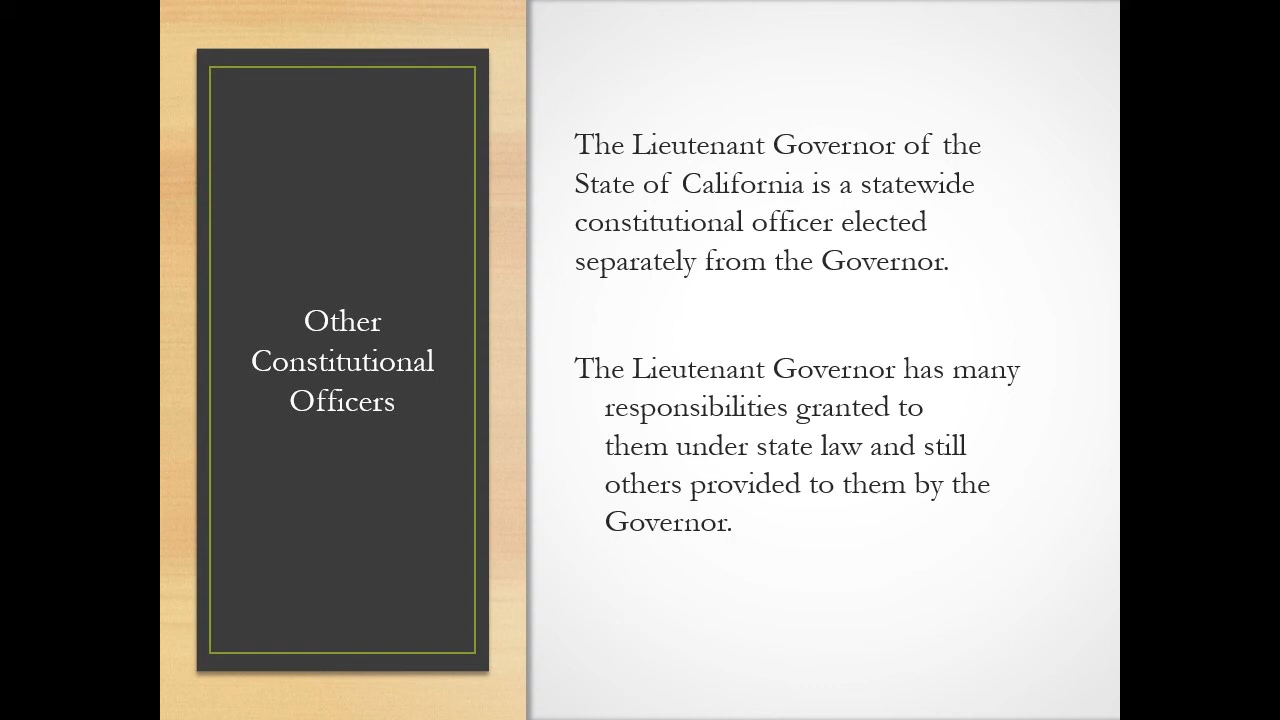 Other
Constitutional
Officers
The Lieutenant Governor of the
State of California is a statewide
constitutional officer elected
separately from the Governor.
The Lieutenant Governor has many
responsibilities granted to
them under state law and still
others provided to them by the
Governor.